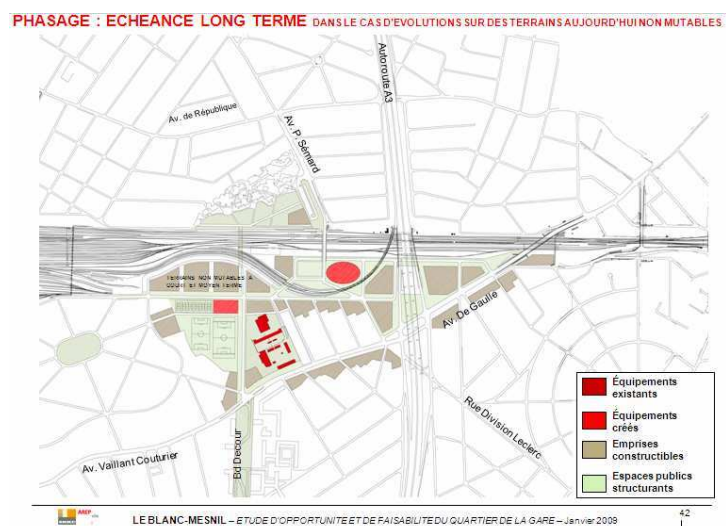 PHASAGE : ECHEANCE LONG TERME DANS LE CAS D'EVOLUTIONS SUR DES TERRAINS AUJOURD'HUI NON MUTABLES
Autoroute A3
Av. de République
Av. P. Sémard
TERRAINS NON MUTABLES A
COURT ET MOYEN TERME
Av. De Gaulle
Rue Division Leclerc
Av. Vaillant Couturier
Bd Decour
Équipements
existants
Équipements
créés
Emprises
constructibles
Espaces publics
structurants
AREP
LE BLANC-MESNIL – ETUDE D'OPPORTUNITE ET DE FAISABILITE DU QUARTIER DE LA GARE – Janvier 2009
42